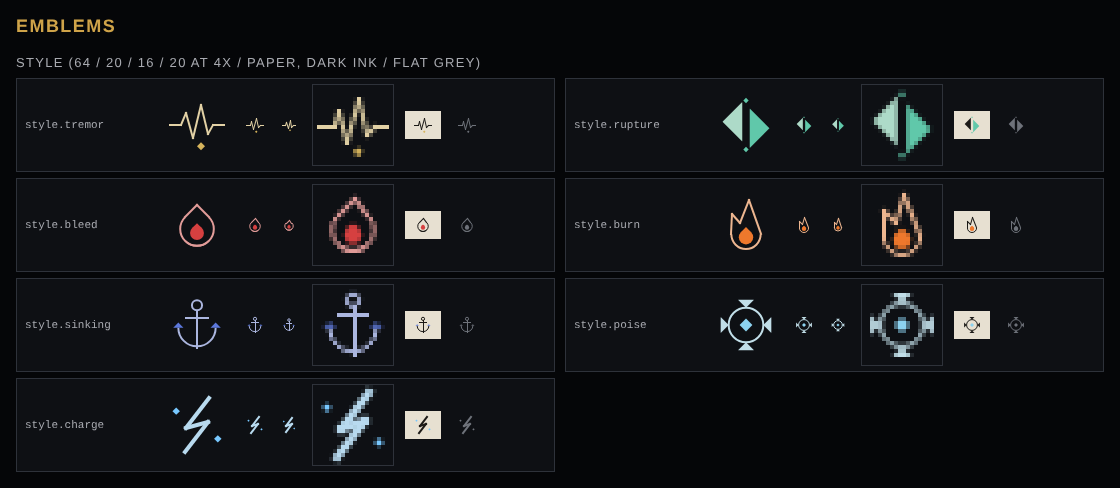 EMBLEMS
STYLE (64 / 20 / 16 / 20 AT 4X / PAPER, DARK INK / FLAT GREY)
style.tremor
style.rupture
style.bleed
style.burn
style.sinking
style.poise
style.charge